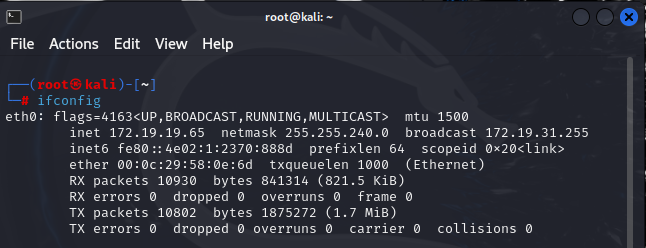 root@kali: ~
File Actions Edit View Help
┌──(root㉿kali)-[~]
└─# ifconfig
eth0: flags=4163<UP,BROADCAST,RUNNING,MULTICAST> mtu 1500
inet 172.19.19.65 netmask 255.255.240.0 broadcast 172.19.31.255
inet6 fe80::4e02:1:2370:888d prefixlen 64 scopeid 0×20<link>
ether 00:0c:29:58:0e:6d txqueuelen 1000 (Ethernet)
RX packets 10930 bytes 841314 (821.5 KiB)
RX errors 0 dropped 0 overruns 0 frame 0
TX packets 10802 bytes 1875272 (1.7 MiB)
TX errors 0 dropped 0 overruns 0 carrier 0 collisions 0